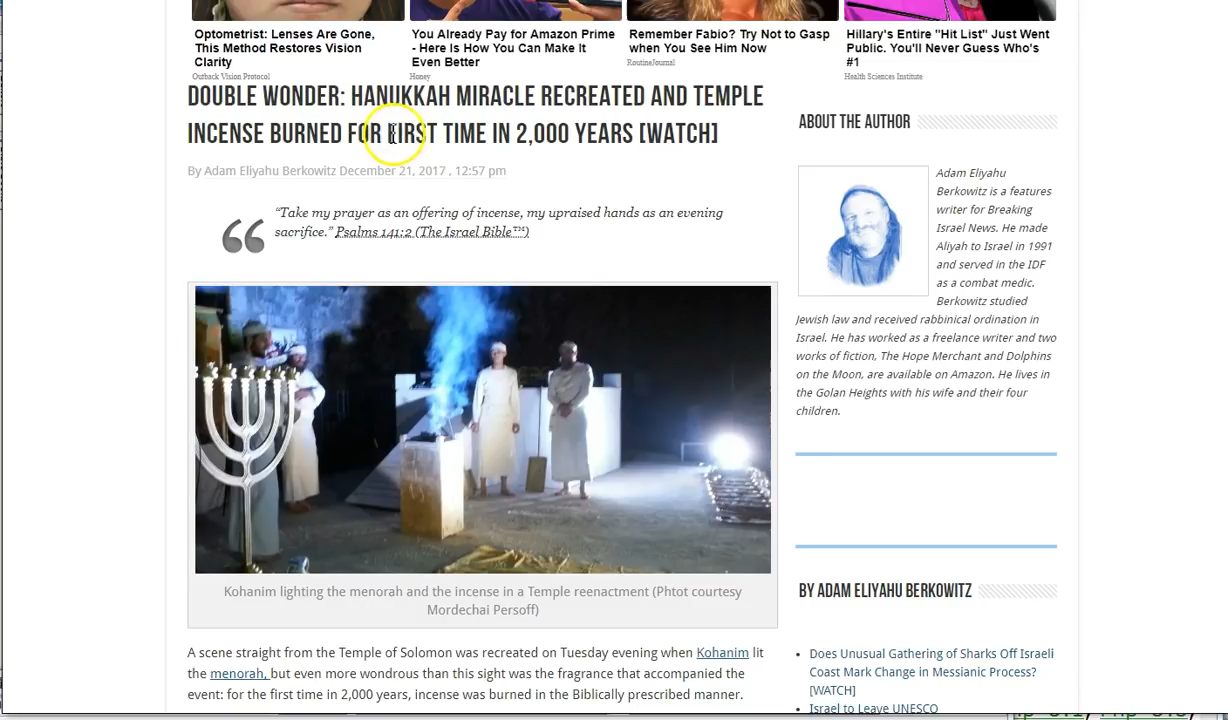 Optometrist: Lenses Are Gone,
This Method Restores Vision
Clarity
Outback Vision Protocol
You Already Pay for Amazon Prime
- Here Is How You Can Make It
Even Better
Honey
Remember Fabio? Try Not to Gasp
when You See Him Now
RoutineJournal
Hillary's Entire "Hit List" Just Went
Public. You'll Never Guess Who's
#1
Health Sciences Institute
DOUBLE WONDER: HANUKKAH MIRACLE RECREATED AND TEMPLE
INCENSE BURNED FOR FIRST TIME IN 2,000 YEARS [WATCH]
By Adam Eliyahu Berkowitz December 21, 2017 , 12:57 pm
“Take my prayer as an offering of incense, my upraised hands as an evening
sacrifice.” Psalms 141:2 (The Israel Bible™)
Kohanim lighting the menorah and the incense in a Temple reenactment (Phtot courtesy
Mordechai Persoff)
A scene straight from the Temple of Solomon was recreated on Tuesday evening when Kohanim lit
the menorah, but even more wondrous than this sight was the fragrance that accompanied the
event: for the first time in 2,000 years, incense was burned in the Biblically prescribed manner.
ABOUT THE AUTHOR
Adam Eliyahu
Berkowitz is a features
writer for Breaking
Israel News. He made
Aliyah to Israel in 1991
and served in the IDF
as a combat medic.
Berkowitz studied
Jewish law and received rabbinical ordination in
Israel. He has worked as a freelance writer and two
works of fiction, The Hope Merchant and Dolphins
on the Moon, are available on Amazon. He lives in
the Golan Heights with his wife and their four
children.
BY ADAM ELIYAHU BERKOWITZ
Does Unusual Gathering of Sharks Off Israeli
Coast Mark Change in Messianic Process?
[WATCH]
Israel to Leave UNESCO